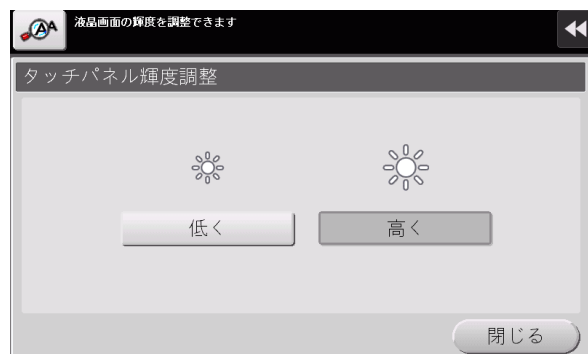 液晶画面の輝度を調整できます
タッチパネル輝度調整
低く
高く
閉じる